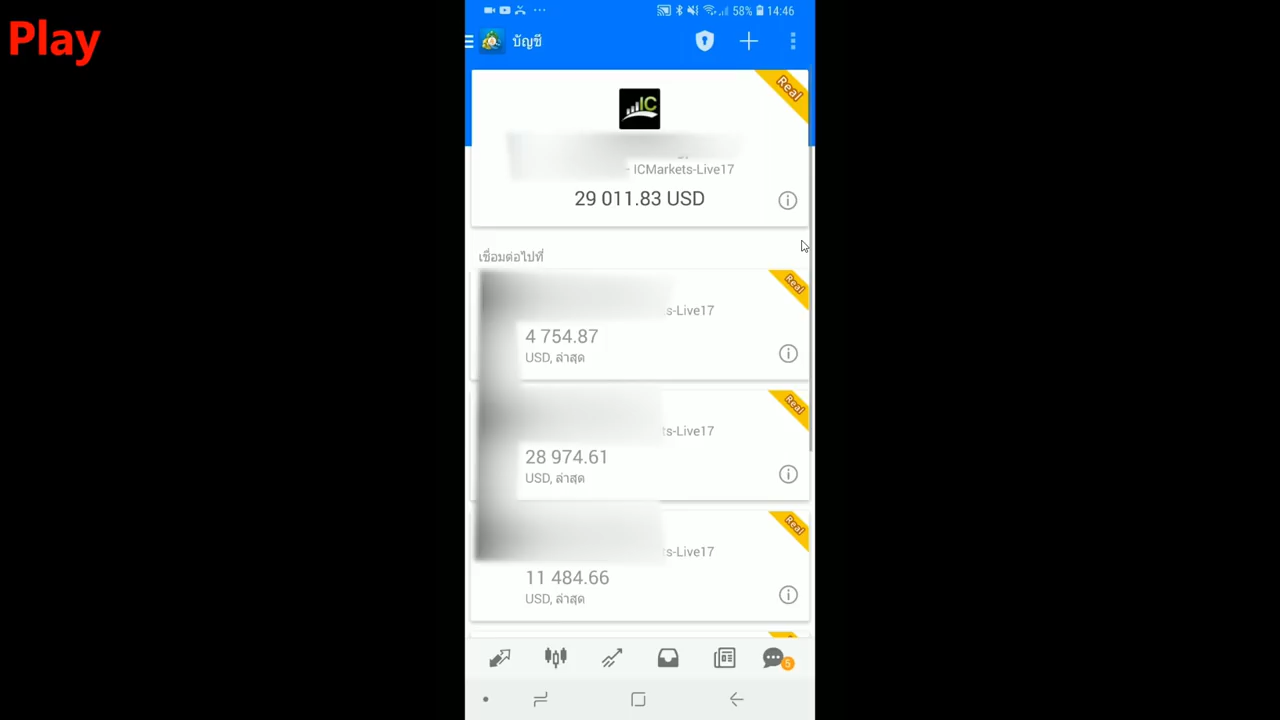 Play
58% 14:46
บัญชี
Real
IC
- ICMarkets-Live17
29 011.83 USD
เชื่อมต่อไปที่
Real
s-Live17
4 754.87
USD, ล่าสุด
Real
ts-Live17
28 974.61
USD, ล่าสุด
Real
ts-Live17
11 484.66
USD, ล่าสุด
5